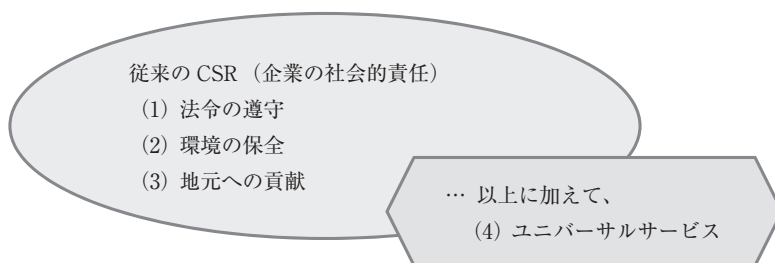 従来の CSR（企業の社会的責任）
(1) 法令の遵守
(2) 環境の保全
(3) 地元への貢献
… 以上に加えて、
(4) ユニバーサルサービス